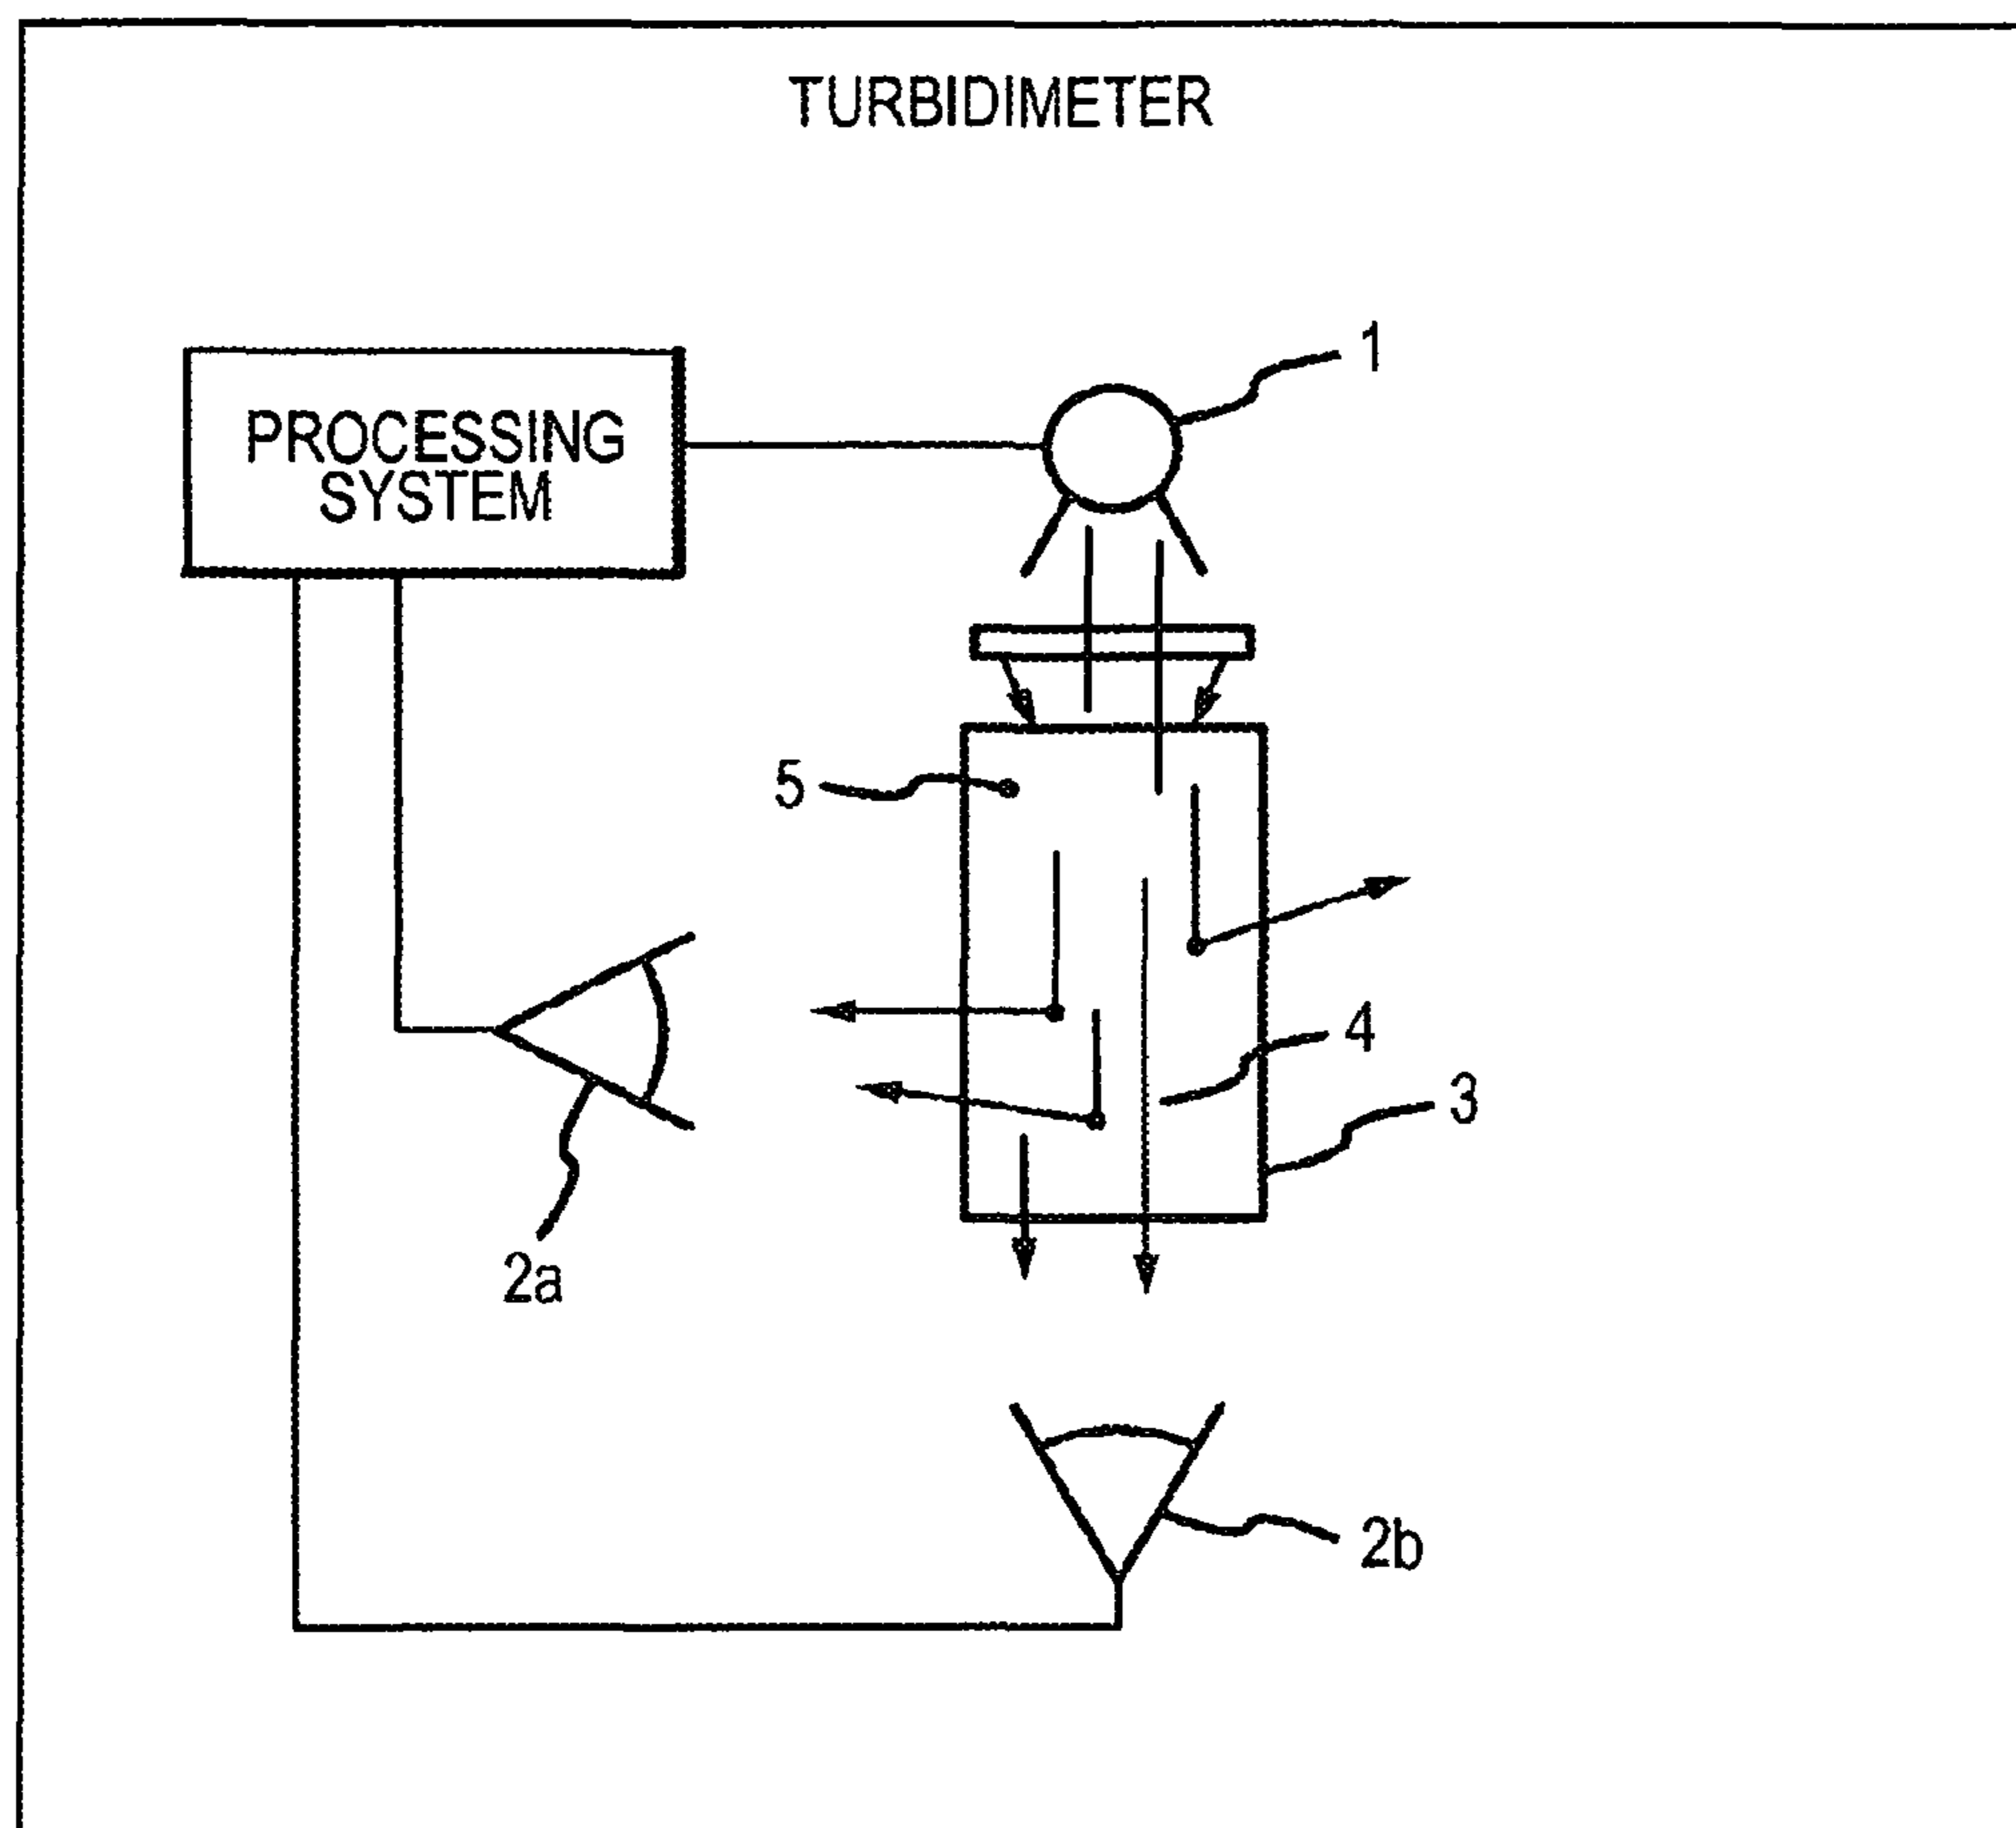 TURBIDIMETER
1
PROCESSING
SYSTEM
5
4
3
2a
2b